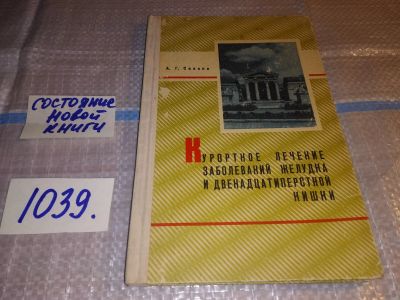 СОСТОЯНИЕ
НОВОЙ
КНИГИ
1039.
КУРОРТНОЕ ЛЕЧЕНИЕ
ЗАБОЛЕВАНИЙ ЖЕЛУДКА
И ДВЕНАДЦАТИПЕРСТНОЙ
КИШКИ